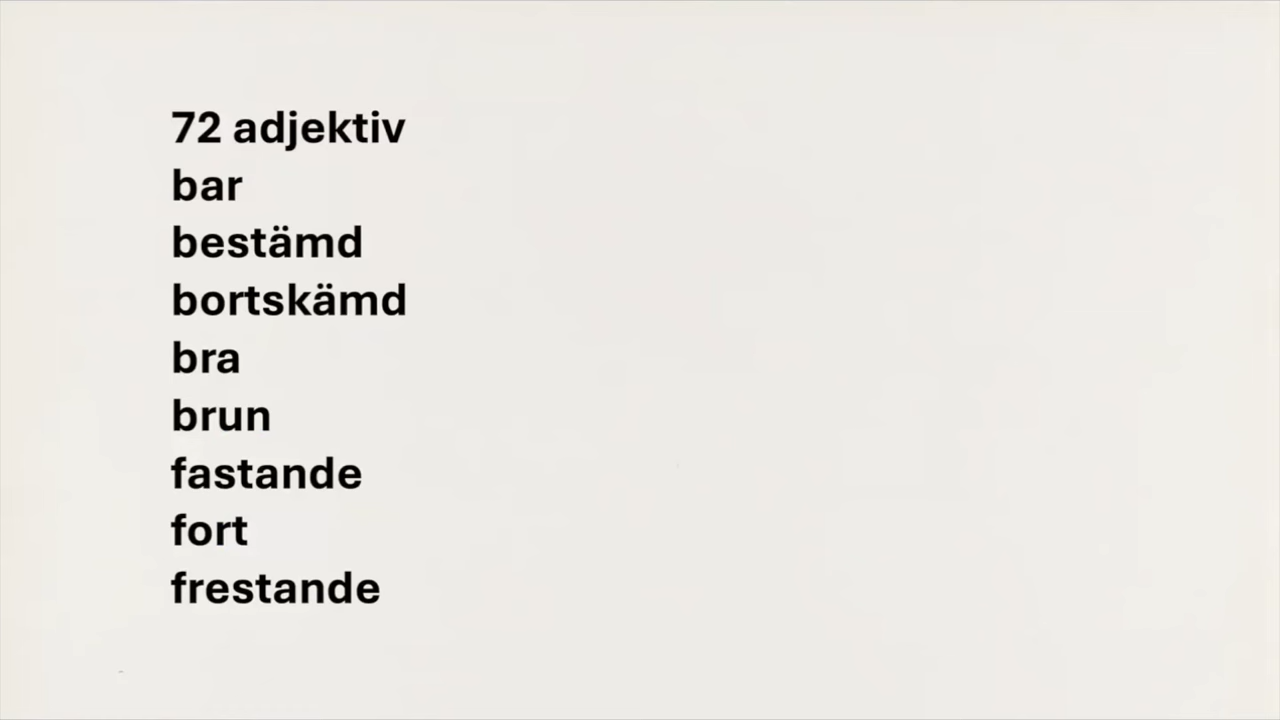 72 adjektiv
bar
bestämd
bortskämd
bra
brun
fastande
fort
frestande